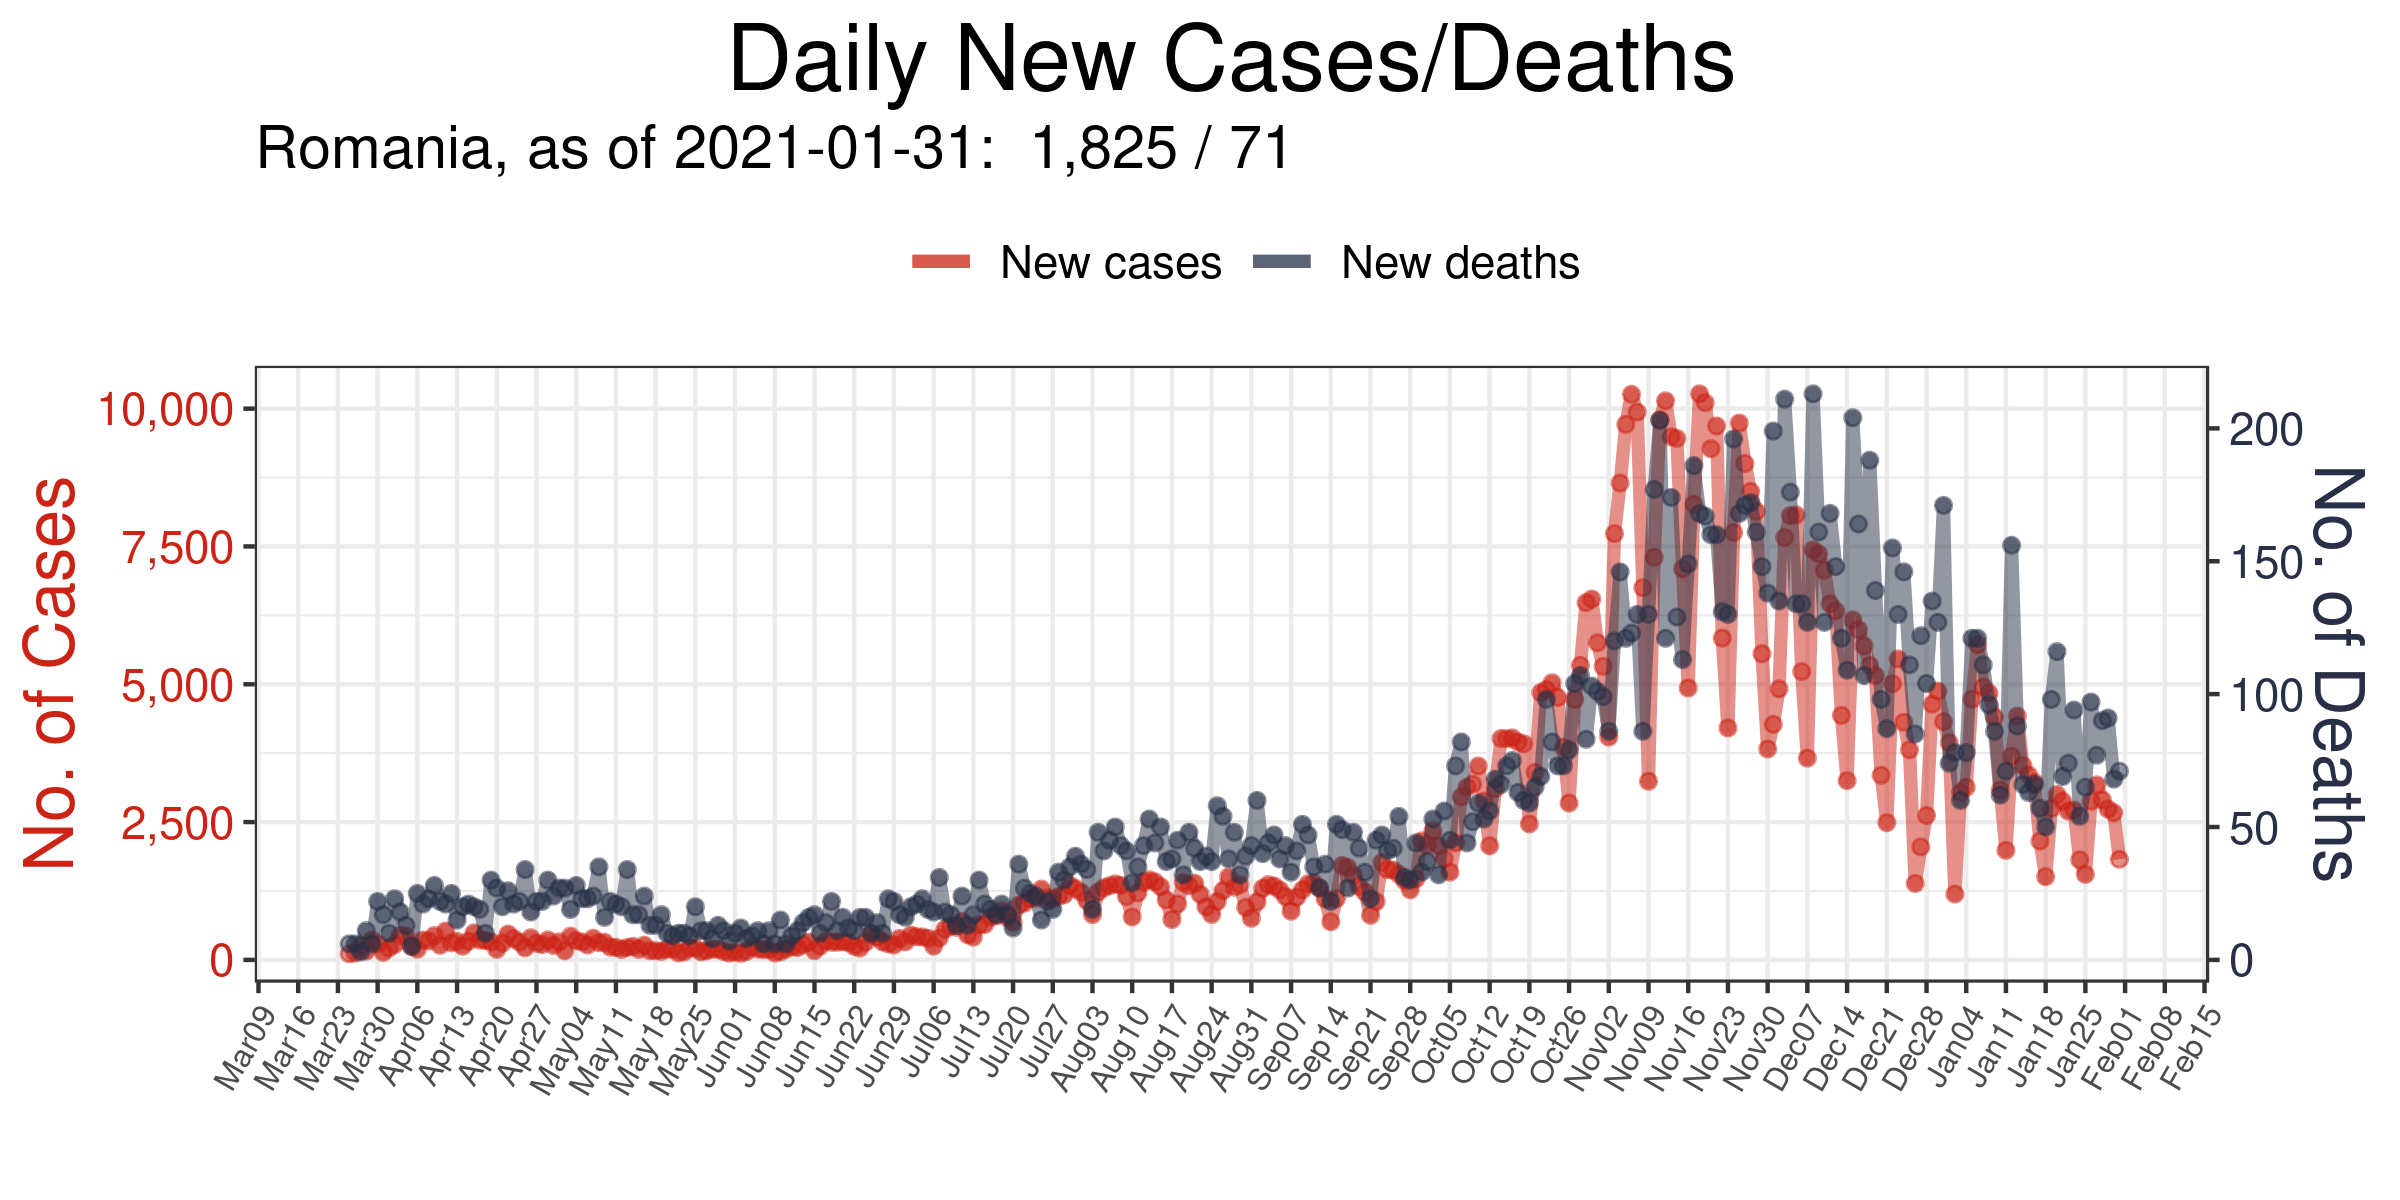 Daily New Cases/Deaths
Romania, as of 2021-01-31: 1,825 / 71
New cases
New deaths
No. of Cases
10,000
7,500
5,000
2,500
0
200
150
100
50
0
No. of Deaths
Mar09
Mar16
Mar23
Mar30
Apr06
Apr13
Apr20
Apr27
May04
May11
May18
May25
Jun01
Jun08
Jun15
Jun22
Jun29
Jul06
Jul13
Jul20
Jul27
Aug03
Aug10
Aug17
Aug24
Aug31
Sep07
Sep14
Sep21
Sep28
Oct05
Oct12
Oct19
Oct26
Nov02
Nov09
Nov16
Nov23
Nov30
Dec07
Dec14
Dec21
Dec28
Jan04
Jan11
Jan18
Jan25
Feb01
Feb08
Feb15